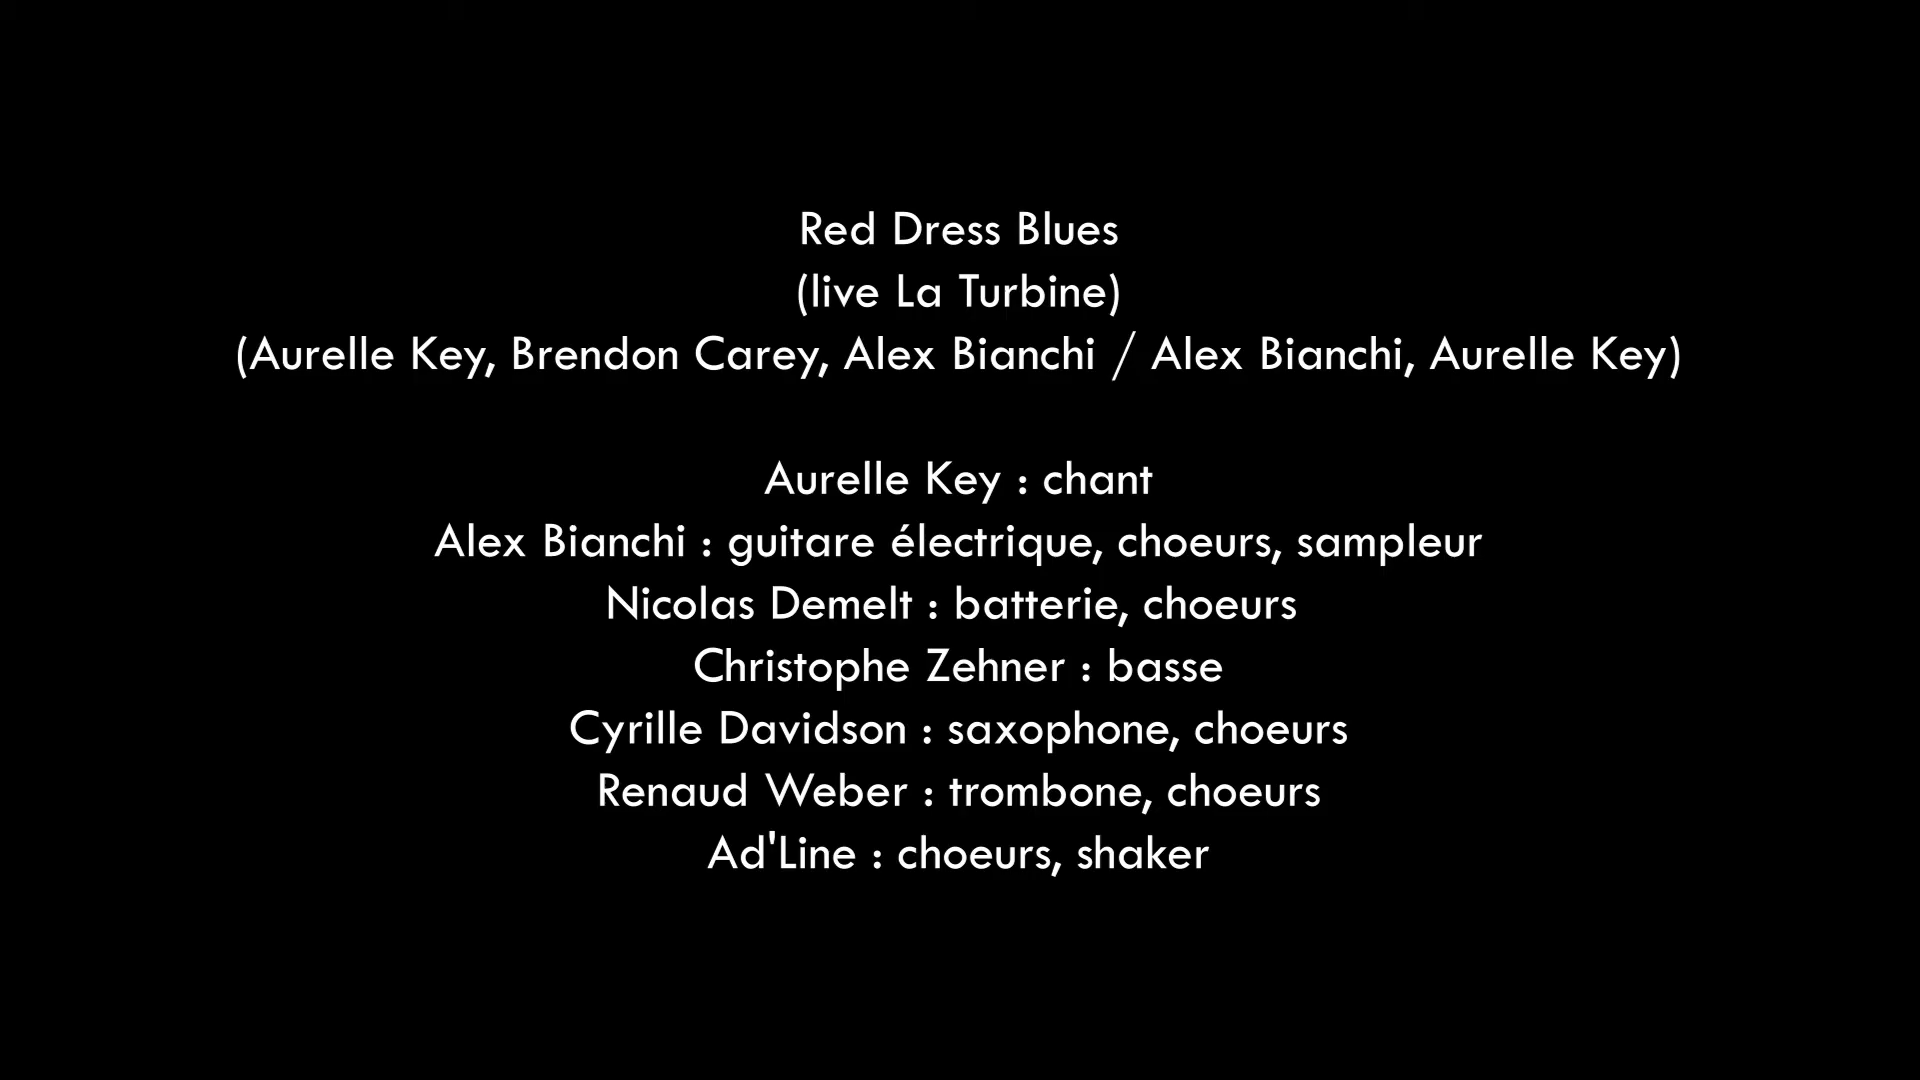 Red Dress Blues
(live La Turbine)
(Aurelle Key, Brendon Carey, Alex Bianchi / Alex Bianchi, Aurelle Key)
Aurelle Key : chant
Alex Bianchi : guitare électrique, choeurs, sampleur
Nicolas Demelt : batterie, choeurs
Christophe Zehner : basse
Cyrille Davidson : saxophone, choeurs
Renaud Weber : trombone, choeurs
Ad'Line : choeurs, shaker